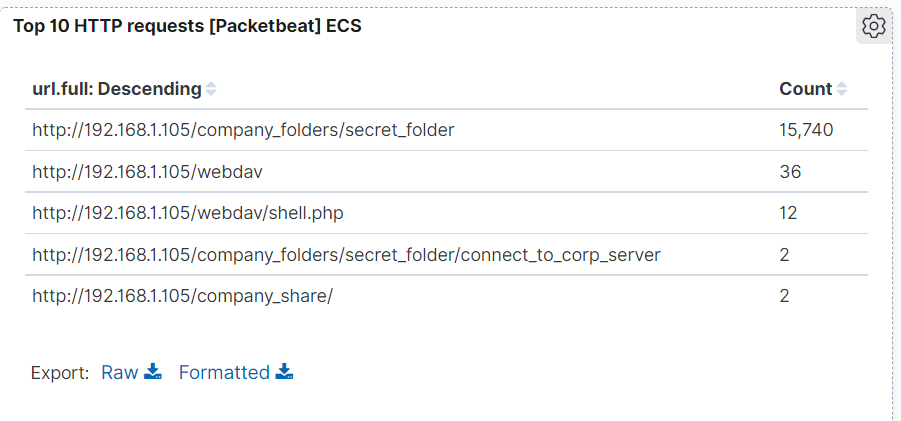 Top 10 HTTP requests [Packetbeat] ECS
url.full: Descending Count
http://192.168.1.105/company_folders/secret_folder 15,740
http://192.168.1.105/webdav 36
http://192.168.1.105/webdav/shell.php 12
http://192.168.1.105/company_folders/secret_folder/connect_to_corp_server 2
http://192.168.1.105/company_share/ 2
Export: Raw Formatted